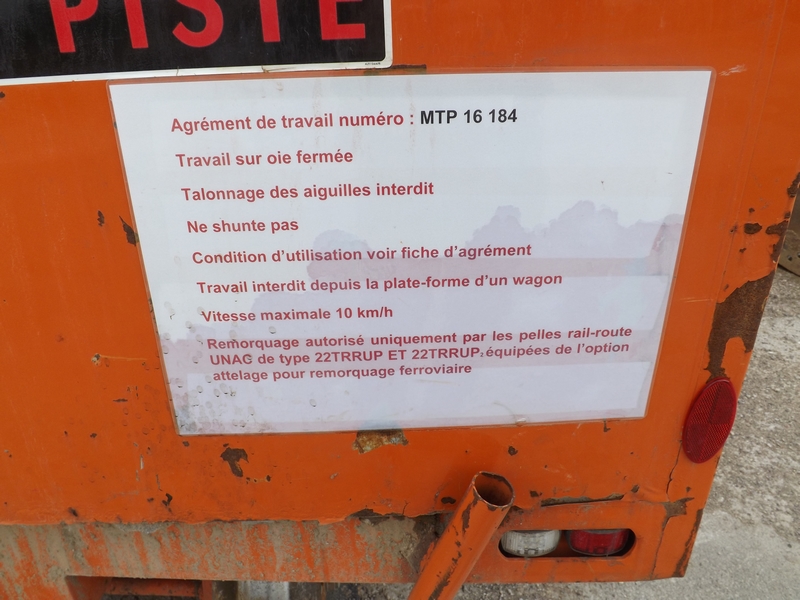 PISTE
Agrément de travail numéro : MTP 16 184
Travail sur oie fermée
Talonnage des aiguilles interdit
Ne shunte pas
Condition d'utilisation voir fiche d'agrément
Travail interdit depuis la plate-forme d'un wagon
Vitesse maximale 10 km/h
Remorquage autorisé uniquement par les pelles rail-route
UNAG de type 22TRRUP ET 22TRRUP2 équipées de l'option
attelage pour remorquage ferroviaire